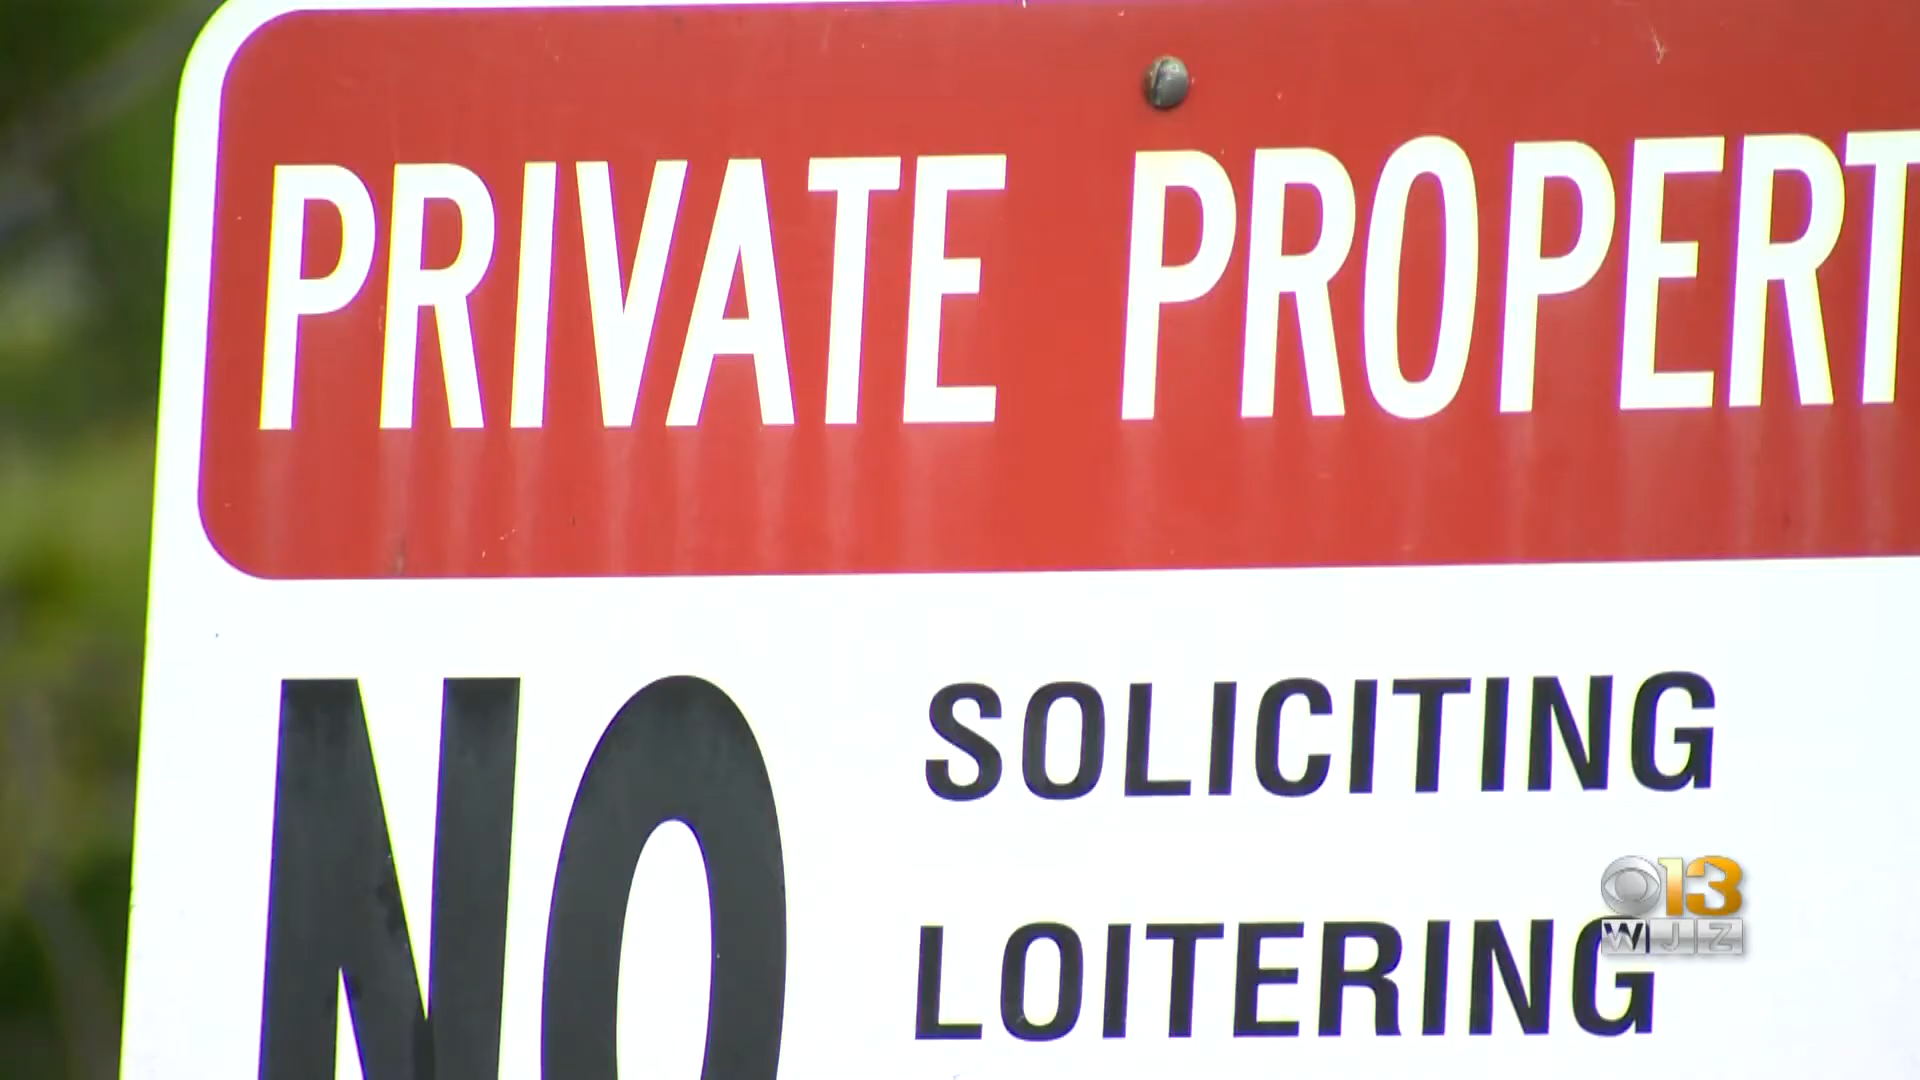 PRIVATE PROPERT
NO
SOLICITING
LOITERING
13
WJZ